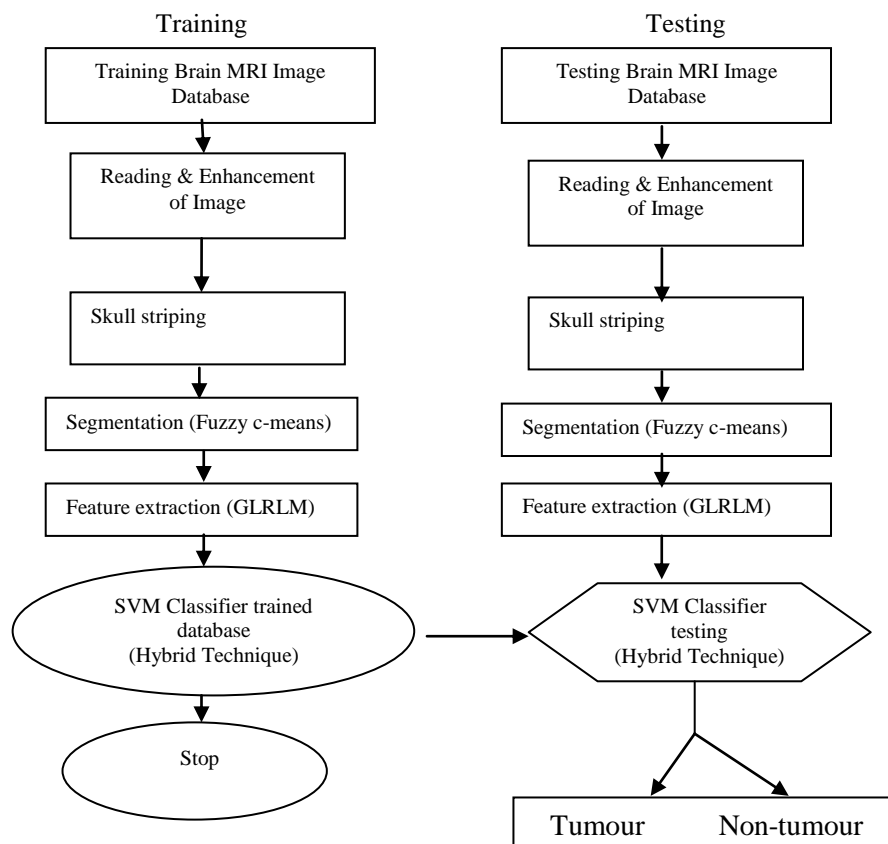 Training
Training Brain MRI Image
Database
Reading & Enhancement
of Image
Skull striping
Segmentation (Fuzzy c-means)
Feature extraction (GLRLM)
SVM Classifier trained
database
(Hybrid Technique)
Stop
Testing
Testing Brain MRI Image
Database
Reading & Enhancement
of Image
Skull striping
Segmentation (Fuzzy c-means)
Feature extraction (GLRLM)
SVM Classifier
testing
(Hybrid Technique)
Tumour Non-tumour